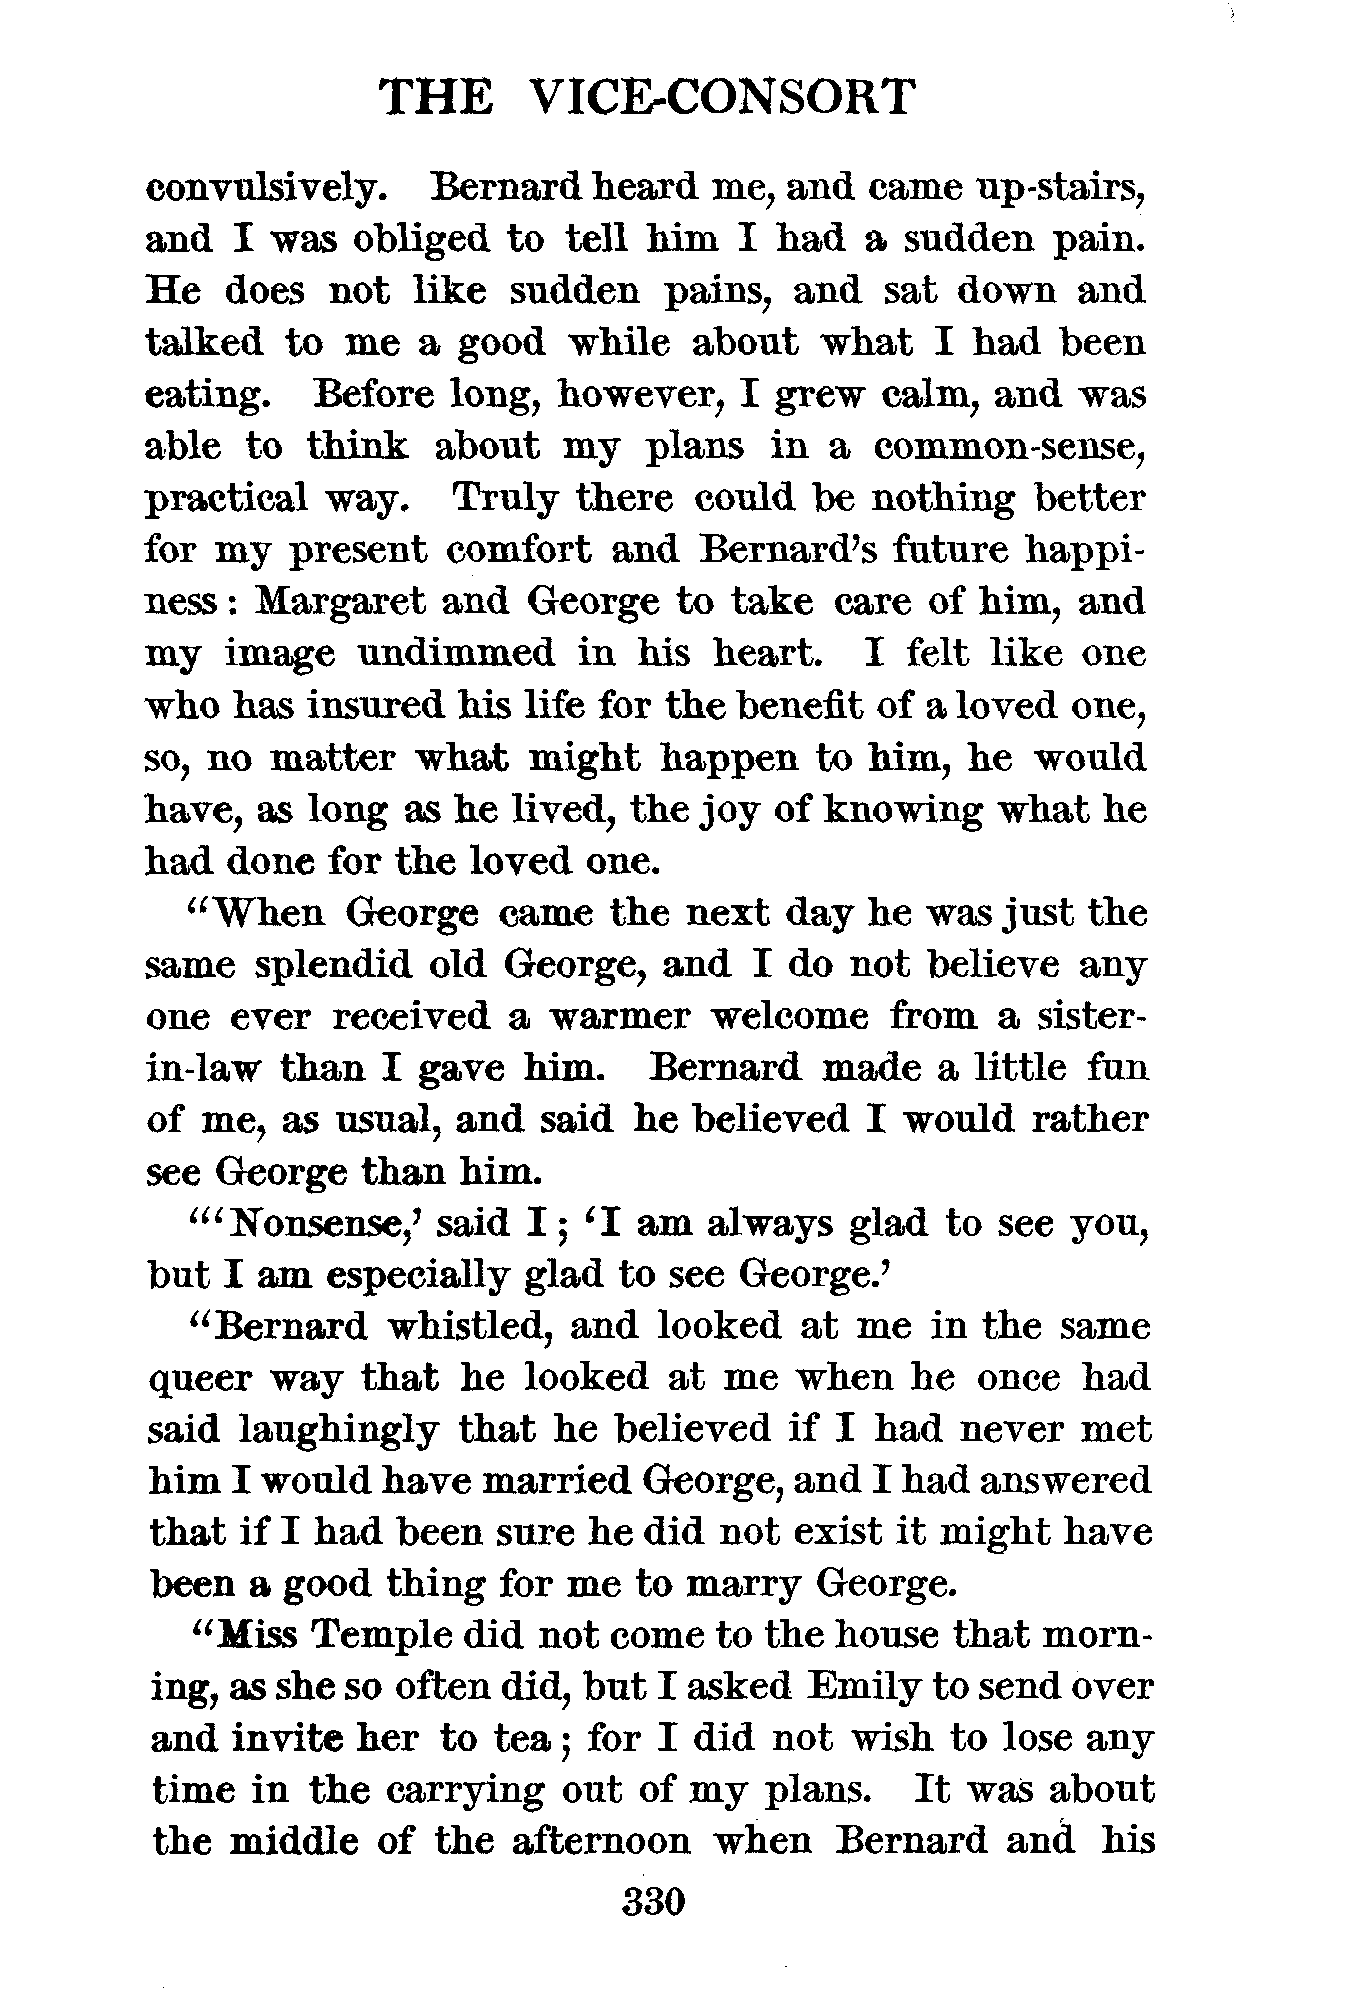 THE VICE-CONSORT
convulsively. Bernard heard me, and came up-stairs,
and I was obliged to tell him I had a sudden pain.
He does not like sudden pains, and sat down and
talked to me a good while about what I had been
eating. Before long, however, I grew calm, and was
able to think about my plans in a common-sense,
practical way. Truly there could be nothing better
for my present comfort and Bernard's future happi-
ness : Margaret and George to take care of him, and
my image undimmed in his heart. I felt like one
who has insured his life for the benefit of a loved one,
so, no matter what might happen to him, he would
have, as long as he lived, the joy of knowing what he
had done for the loved one.
"When George came the next day he was just the
same splendid old George, and I do not believe any
one ever received a warmer welcome from a sister-
in-law than I gave him. Bernard made a little fun
of me, as usual, and said he believed I would rather
see George than him.
"'Nonsense,' said I ; 'I am always glad to see you,
but I am especially glad to see George.'
"Bernard whistled, and looked at me in the same
queer way that he looked at me when he once had
said laughingly that he believed if I had never met
him I would have married George, and I had answered
that if I had been sure he did not exist it might have
been a good thing for me to marry George.
"Miss Temple did not come to the house that morn-
ing, as she so often did, but I asked Emily to send over
and invite her to tea ; for I did not wish to lose any
time in the carrying out of my plans. It was about
the middle of the afternoon when Bernard and his
330